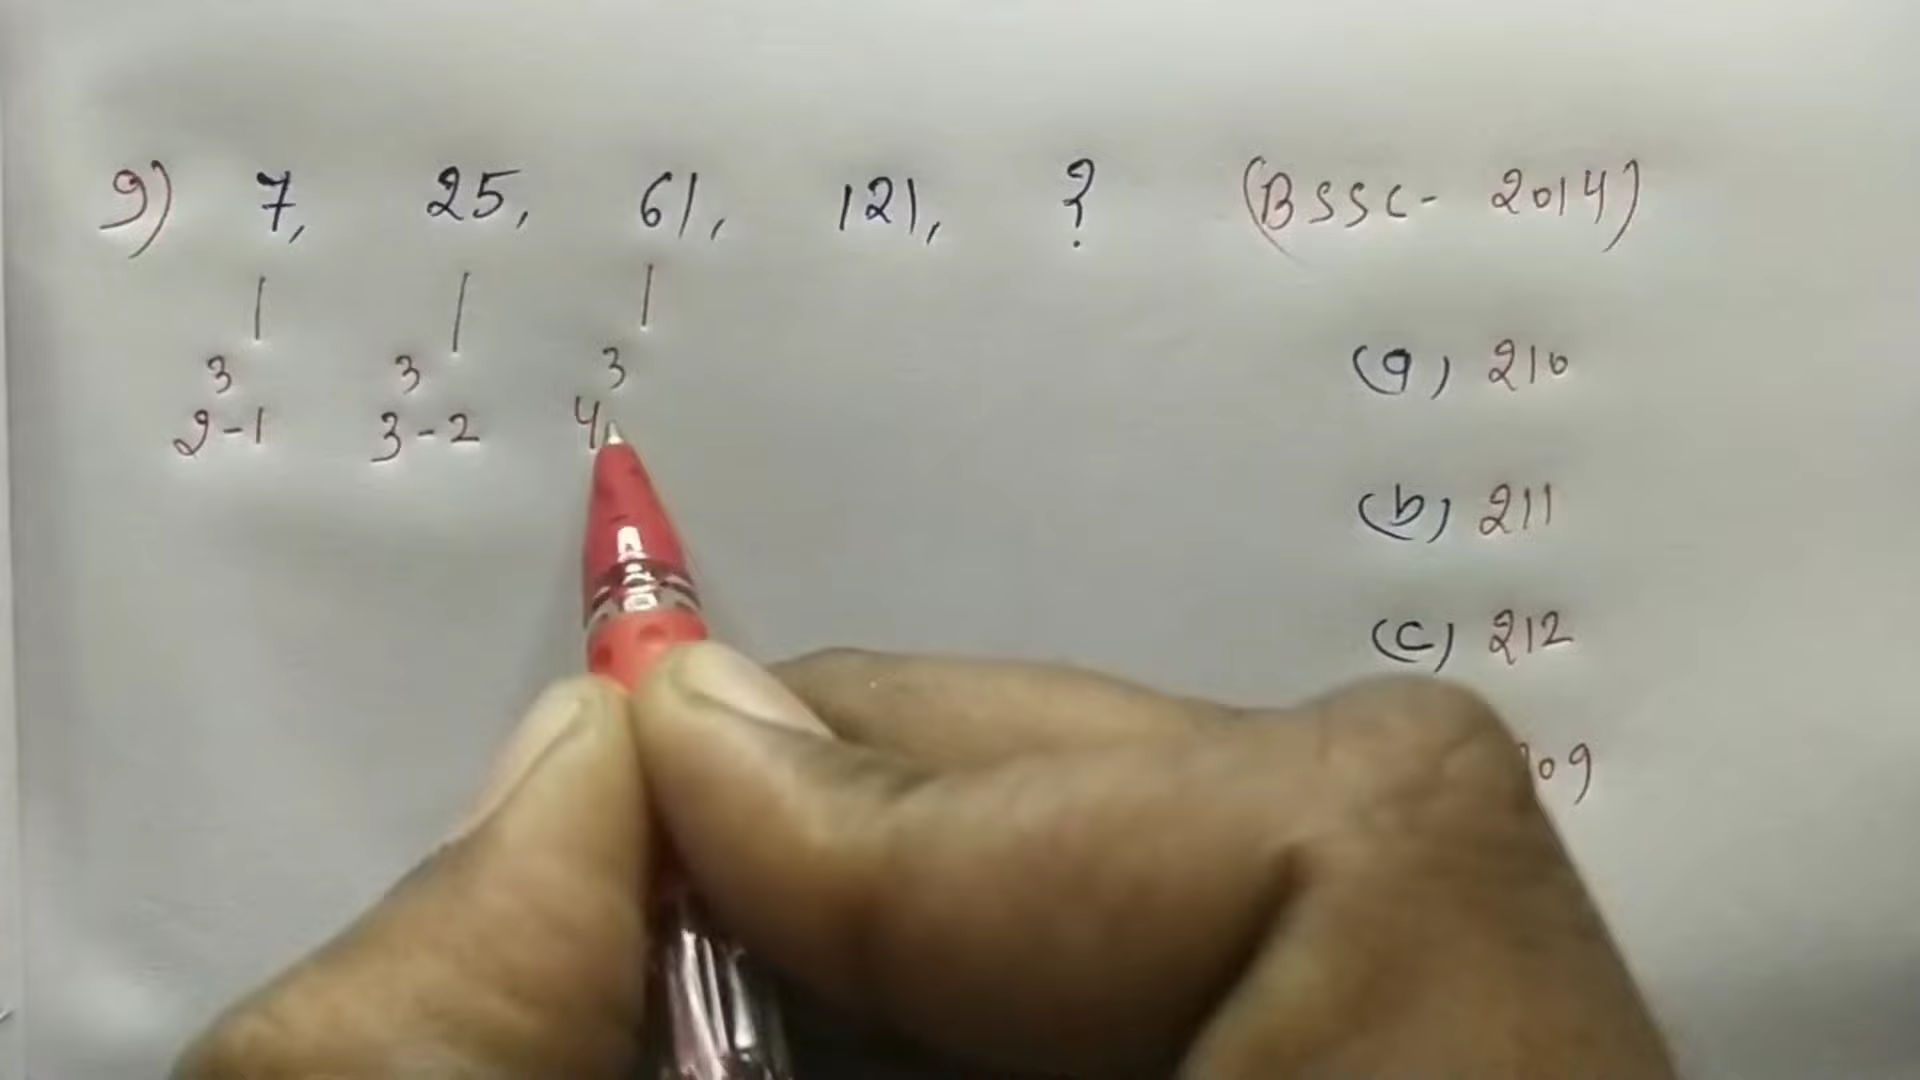 9) 7, 25, 61, 121, ? (BSSC- 2014)
3 3 3
2-1 3-2 4
(a) 210
(b) 211
(c) 212
09